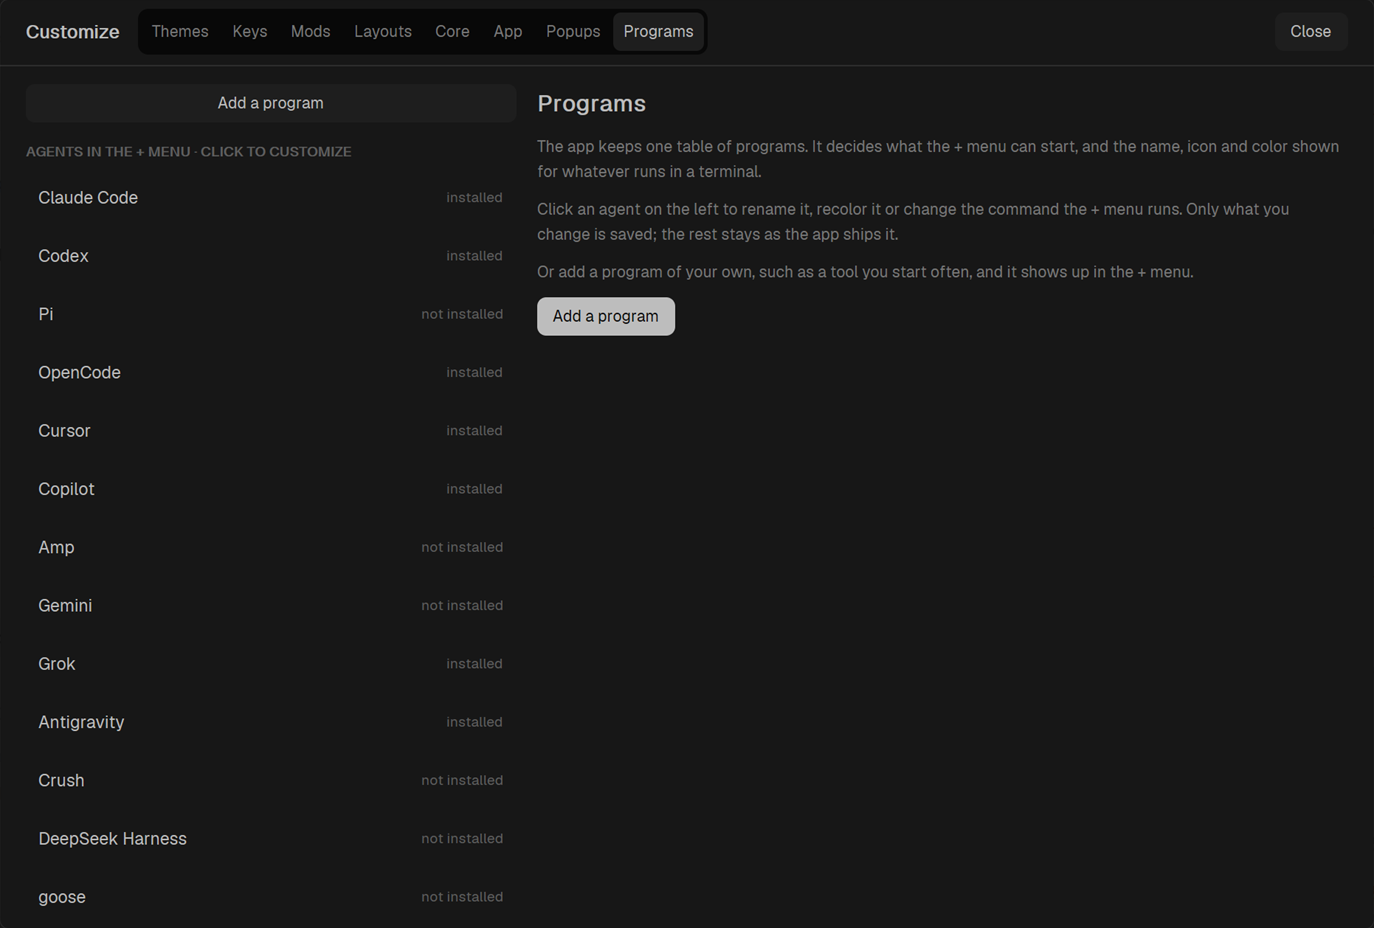 Customize
Themes Keys Mods Layouts Core App Popups Programs
Close
Add a program
AGENTS IN THE + MENU · CLICK TO CUSTOMIZE
Claude Code installed
Codex installed
Pi not installed
OpenCode installed
Cursor installed
Copilot installed
Amp not installed
Gemini not installed
Grok installed
Antigravity installed
Crush not installed
DeepSeek Harness not installed
goose not installed
Programs
The app keeps one table of programs. It decides what the + menu can start, and the name, icon and color shown
for whatever runs in a terminal.
Click an agent on the left to rename it, recolor it or change the command the + menu runs. Only what you
change is saved; the rest stays as the app ships it.
Or add a program of your own, such as a tool you start often, and it shows up in the + menu.
Add a program